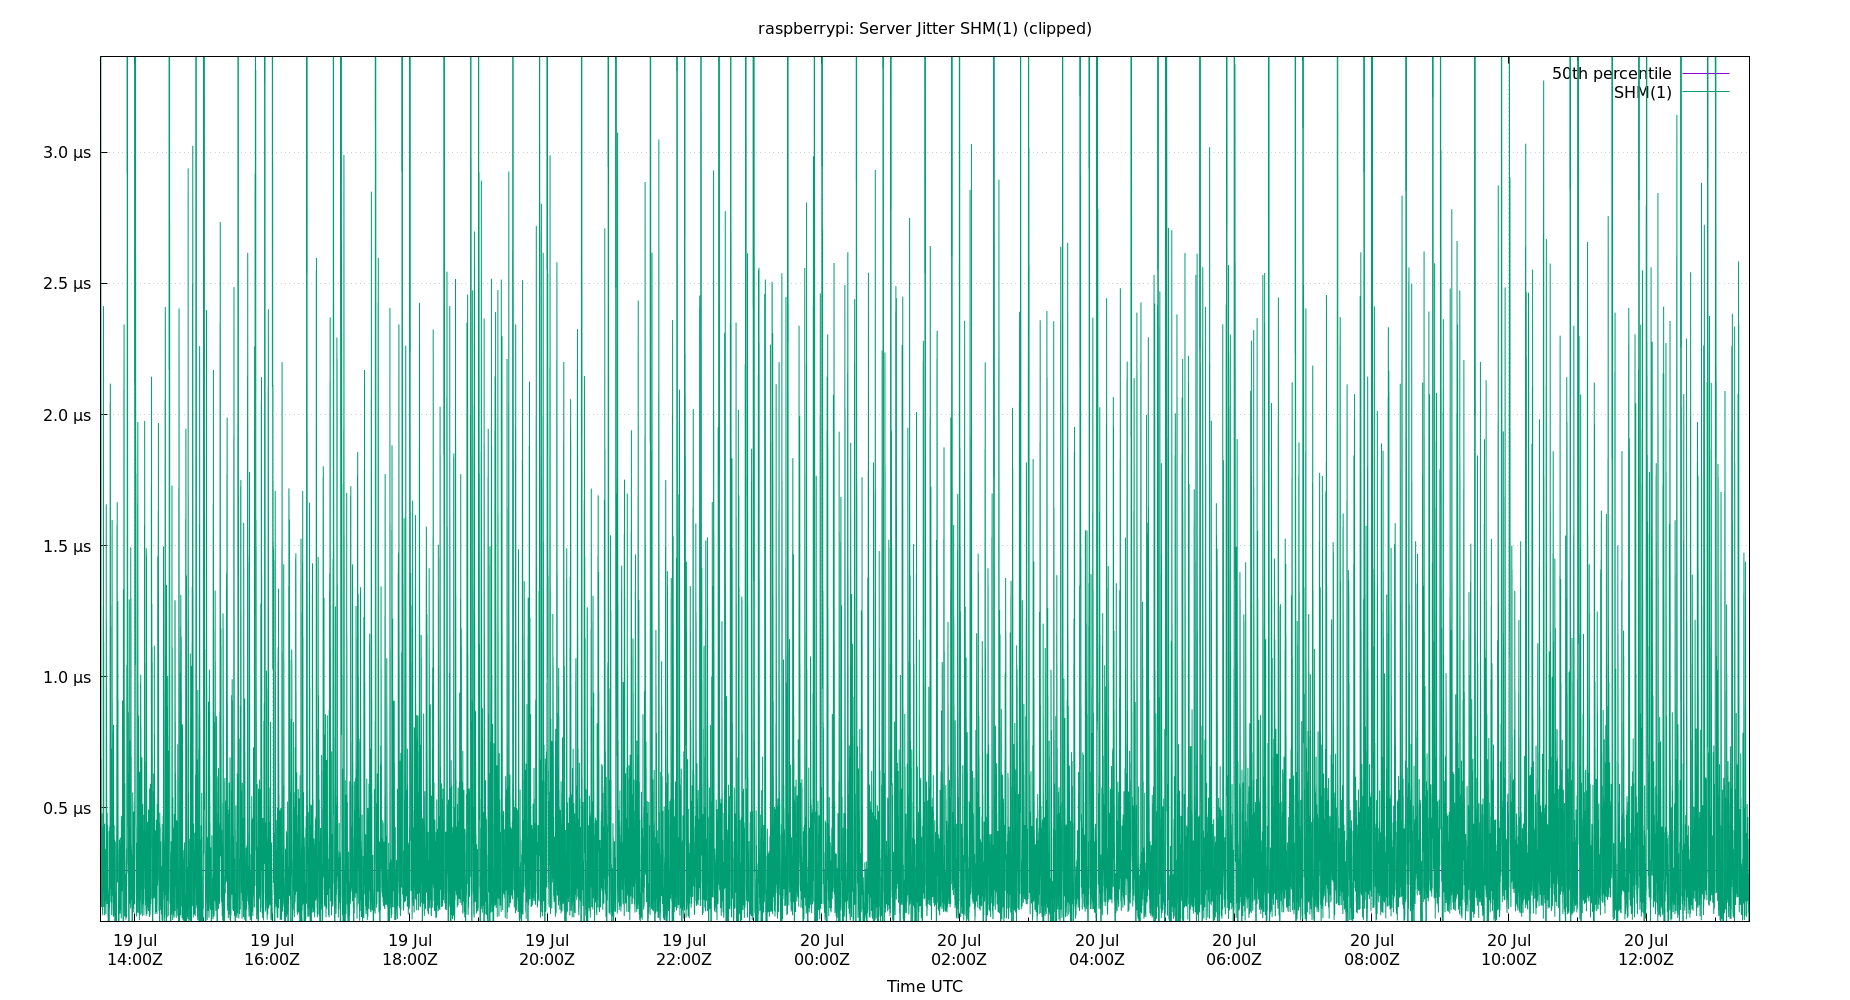 raspberrypi: Server Jitter SHM(1) (clipped)
50th percentile
SHM(1)
3.0 µs
2.5 µs
2.0 µs
1.5 µs
1.0 µs
0.5 µs
19 Jul 19 Jul 19 Jul 19 Jul 19 Jul 20 Jul 20 Jul 20 Jul 20 Jul 20 Jul 20 Jul 20 Jul
14:00Z 16:00Z 18:00Z 20:00Z 22:00Z 00:00Z 02:00Z 04:00Z 06:00Z 08:00Z 10:00Z 12:00Z
Time UTC